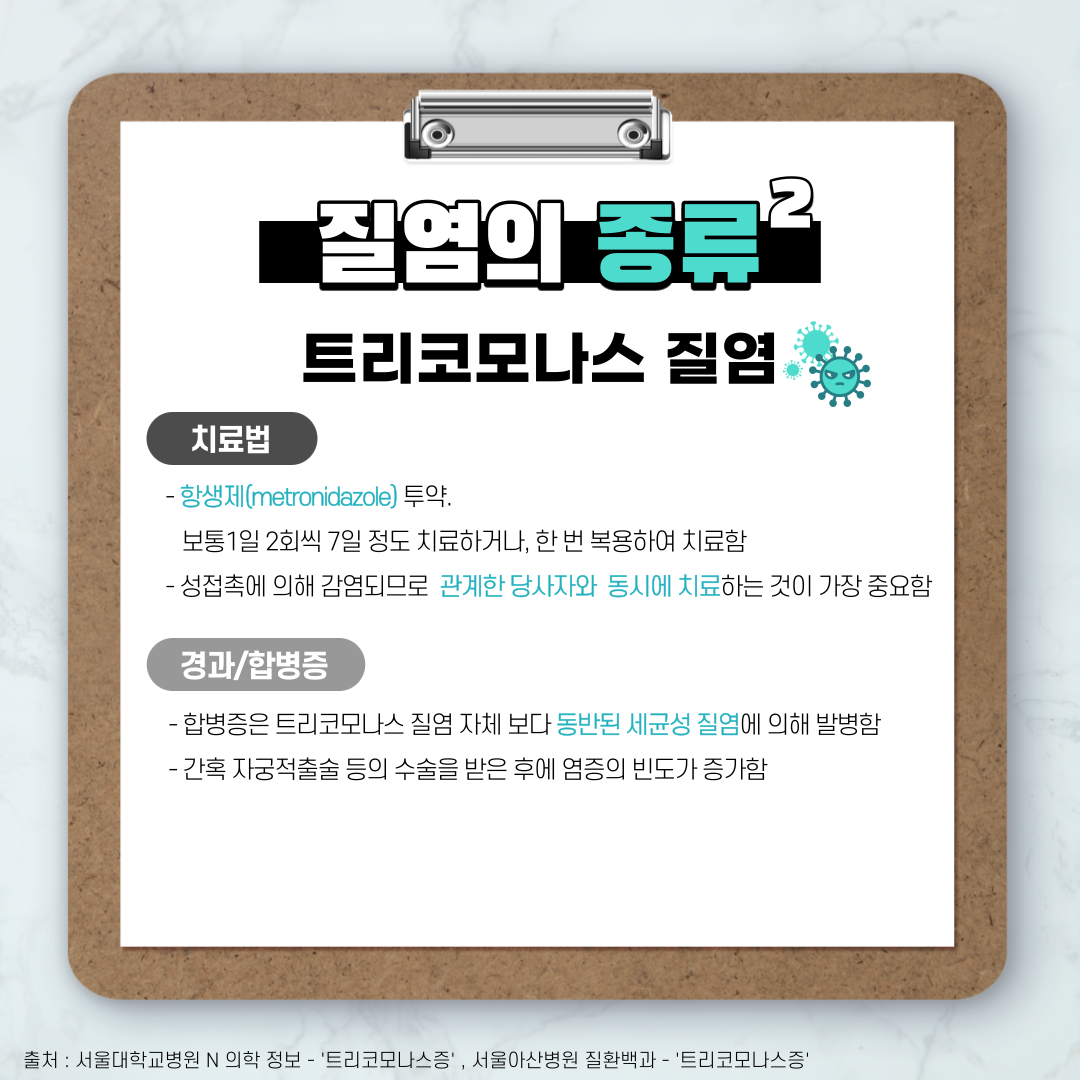 질염의 종류 2
트리코모나스 질염
치료법
- 항생제(metronidazole) 투약.
보통1일 2회씩 7일 정도 치료하거나, 한 번 복용하여 치료함
- 성접촉에 의해 감염되므로 관계한 당사자와 동시에 치료하는 것이 가장 중요함
경과/합병증
- 합병증은 트리코모나스 질염 자체 보다 동반된 세균성 질염에 의해 발병함
- 간혹 자궁적출술 등의 수술을 받은 후에 염증의 빈도가 증가함
출처 : 서울대학교병원 N 의학 정보 - '트리코모나스증' , 서울아산병원 질환백과 - '트리코모나스증'